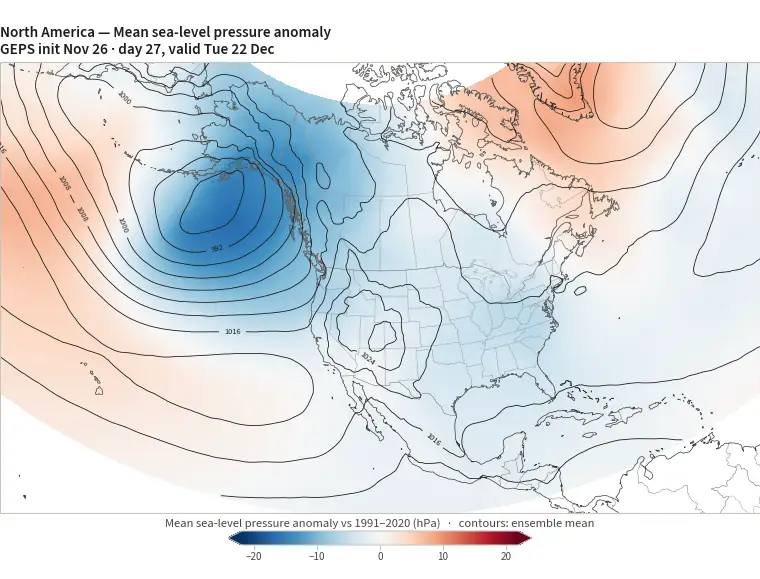 North America — Mean sea-level pressure anomaly
GEPS init Nov 26 · day 27, valid Tue 22 Dec
1000
1008
1008
1000
992
1016
1024
1016
Mean sea-level pressure anomaly vs 1991–2020 (hPa) · contours: ensemble mean
−20 −10 0 10 20